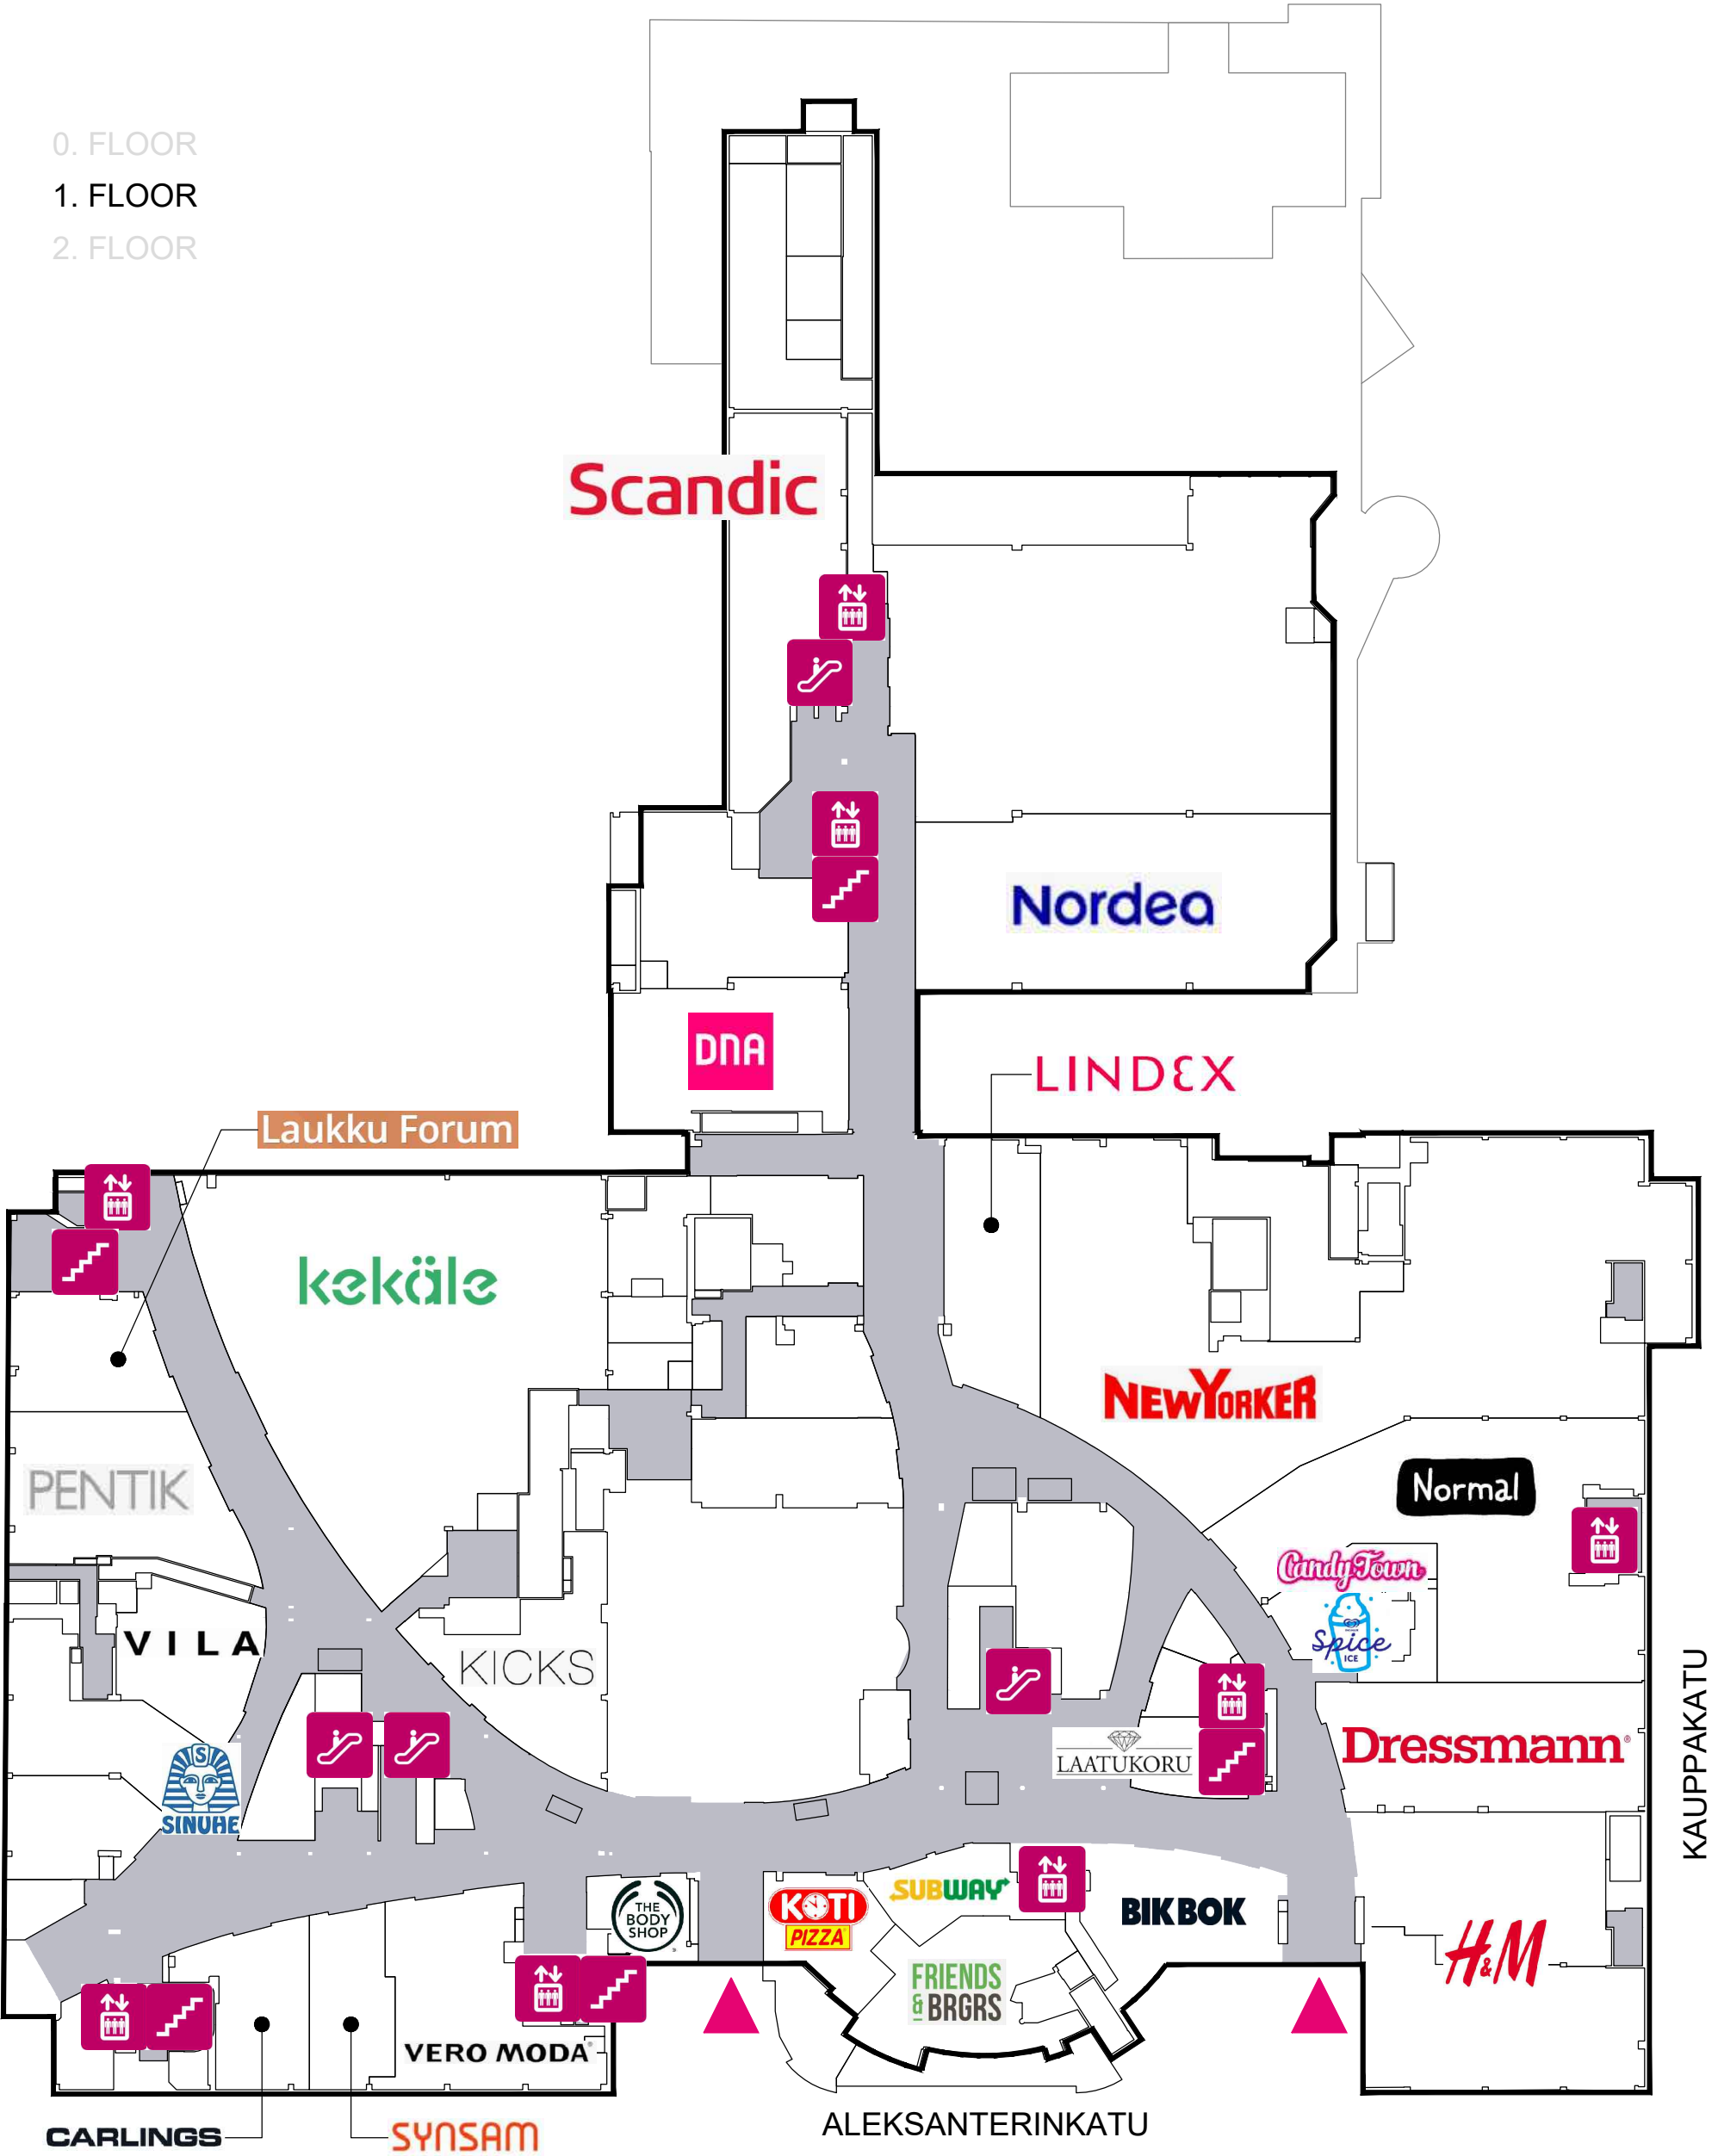 0. FLOOR
1. FLOOR
2. FLOOR
Scandic
Nordea
DNA
LINDEX
Laukku Forum
kekäle
NEWYORKER
PENTIK
Normal
CandyTown
Spice
ICE
VILA
KICKS
LAATUKORU
Dressmann®
KAUPPAKATU
S
SINUHE
THE
BODY
SHOP
KOTI
PIZZA
SUBWAY
BIK BOK
H&M
FRIENDS
& BRGRS
VERO MODA®
CARLINGS
SYNSAM
ALEKSANTERINKATU